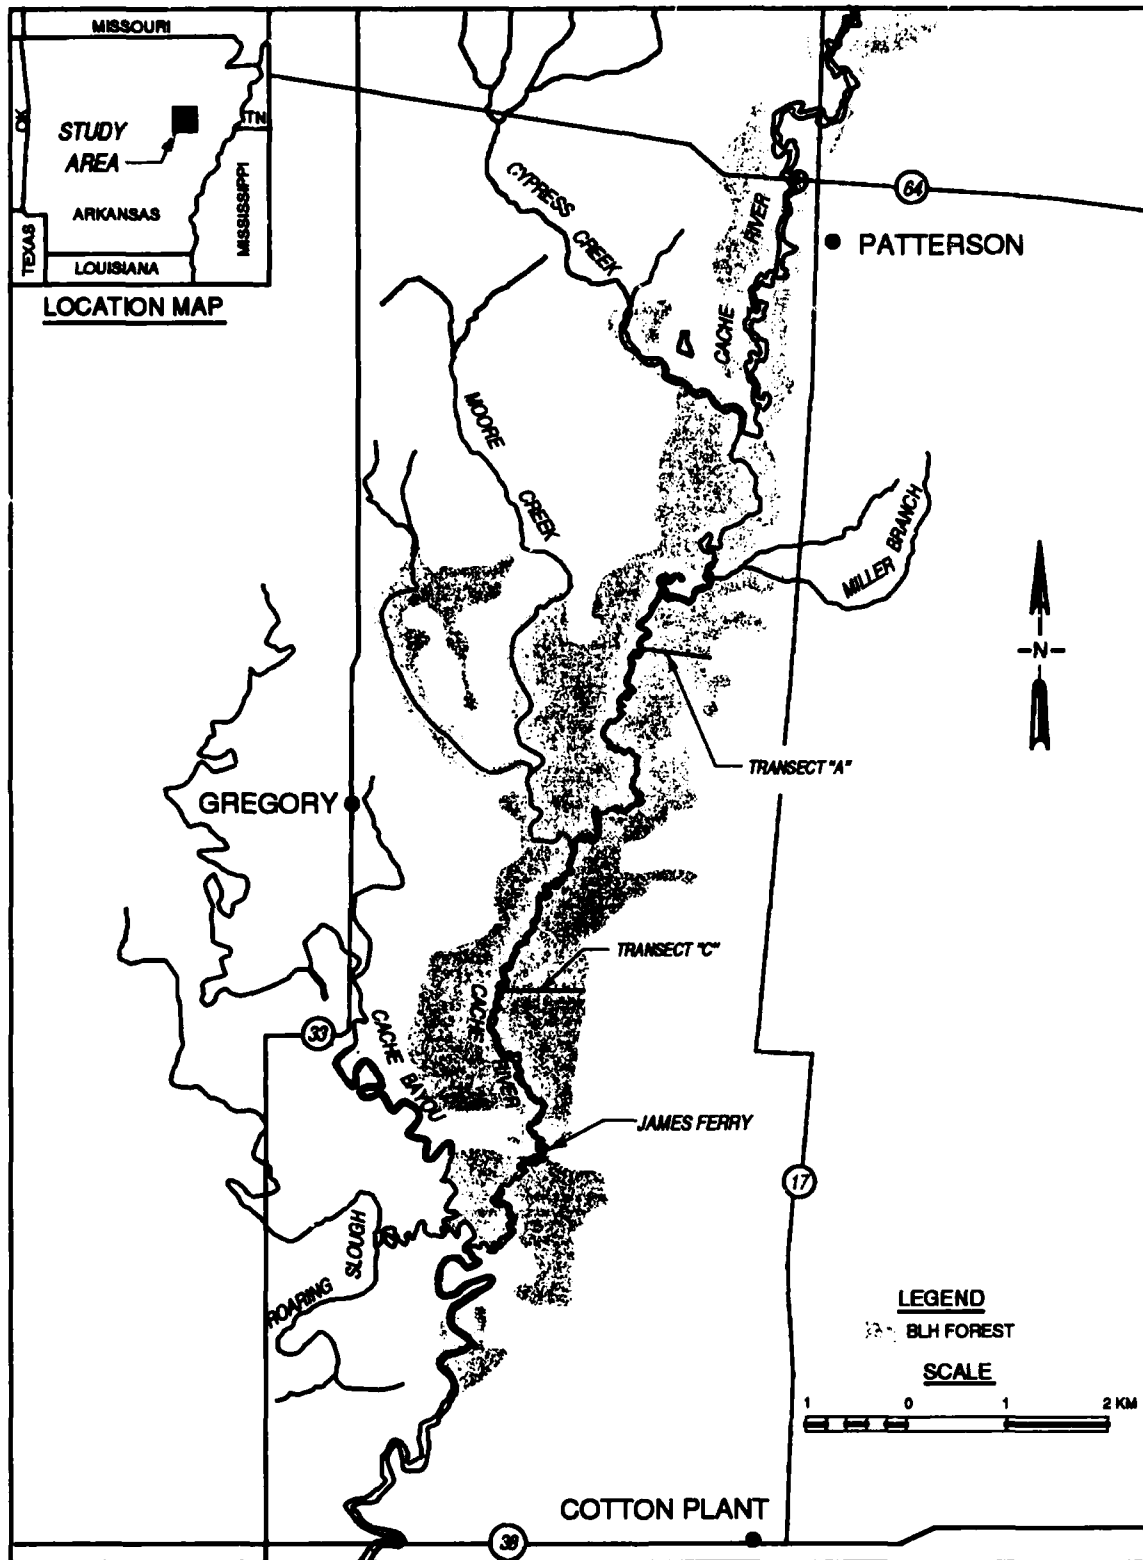 MISSOURI
OK
STUDY
AREA
TN
ARKANSAS
MISSISSIPPI
TEXAS
LOUISIANA
LOCATION MAP
64
PATTERSON
CYPRESS
CREEK
CACHE RIVER
MOORE
CREEK
MILLER BRANCH
-N-
TRANSECT "A"
GREGORY
TRANSECT "C"
CACHE
RIVER
33
CACHE BAYOU
JAMES FERRY
17
ROARING
SLOUGH
LEGEND
BLH FOREST
SCALE
1 0 1 2 KM
COTTON PLANT
38